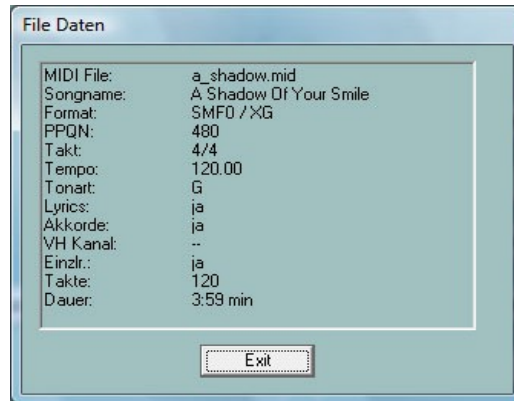 File Daten
MIDI File: a_shadow.mid
Songname: A Shadow Of Your Smile
Format: SMF0 / XG
PPQN: 480
Takt: 4/4
Tempo: 120.00
Tonart: G
Lyrics: ja
Akkorde: ja
VH Kanal: --
Einzlr.: ja
Takte: 120
Dauer: 3:59 min
Exit